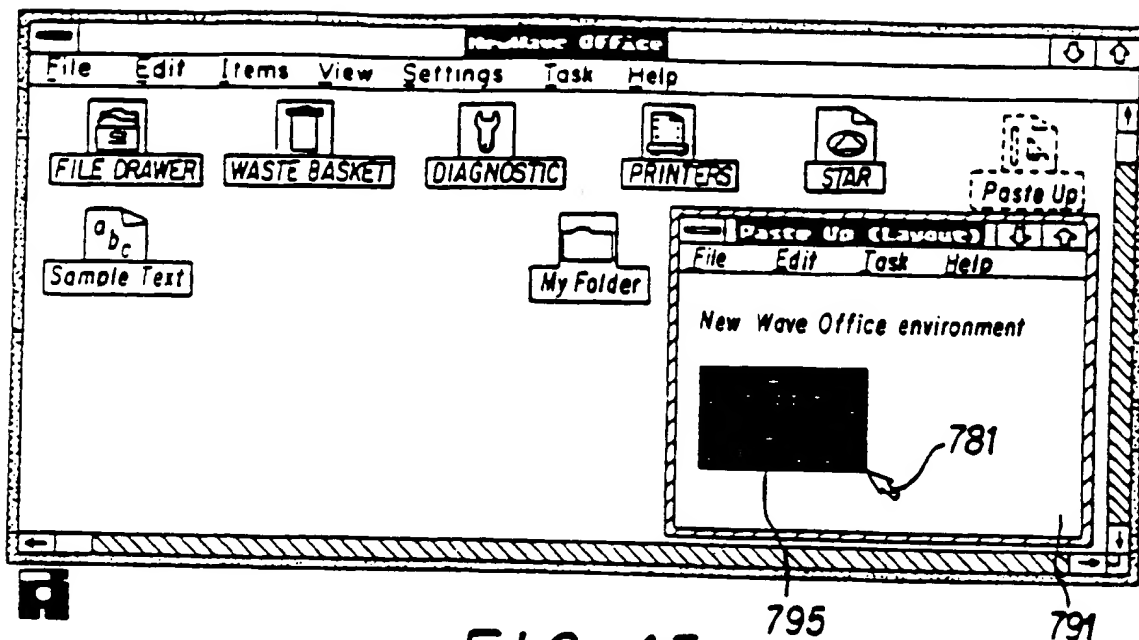 NewWave Office
File Edit Items View Settings Task Help
FILE DRAWER WASTE BASKET DIAGNOSTIC PRINTERS STAR Paste Up
Sample Text My Folder
abc
Paste Up (Layout)
File Edit Task Help
New Wave Office environment
781
795 791